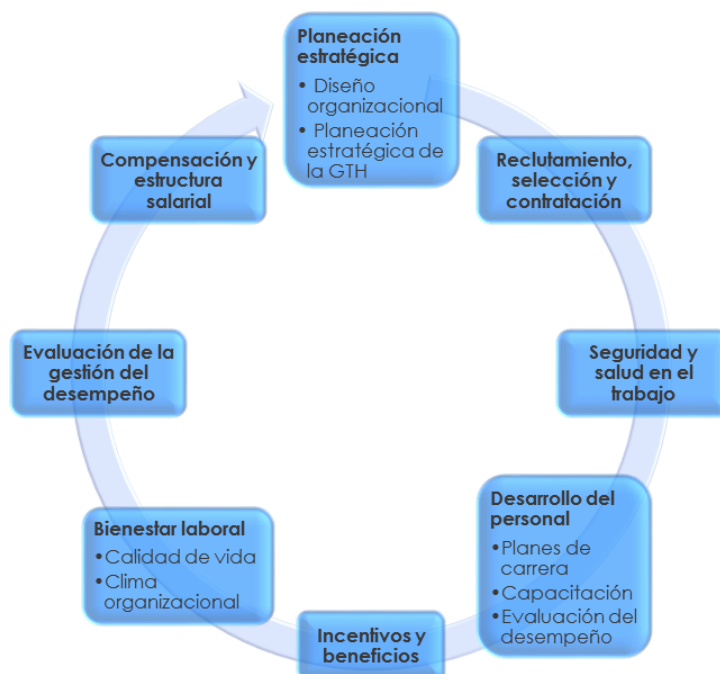 Planeación
estratégica
• Diseño
organizacional
• Planeación
estratégica de
la GTH
Reclutamiento,
selección y
contratación
Seguridad y
salud en el
trabajo
Desarrollo del
personal
•Planes de
carrera
•Capacitación
•Evaluación del
desempeño
Incentivos y
beneficios
Bienestar laboral
•Calidad de vida
•Clima
organizacional
Evaluación de la
gestión del
desempeño
Compensación y
estructura
salarial